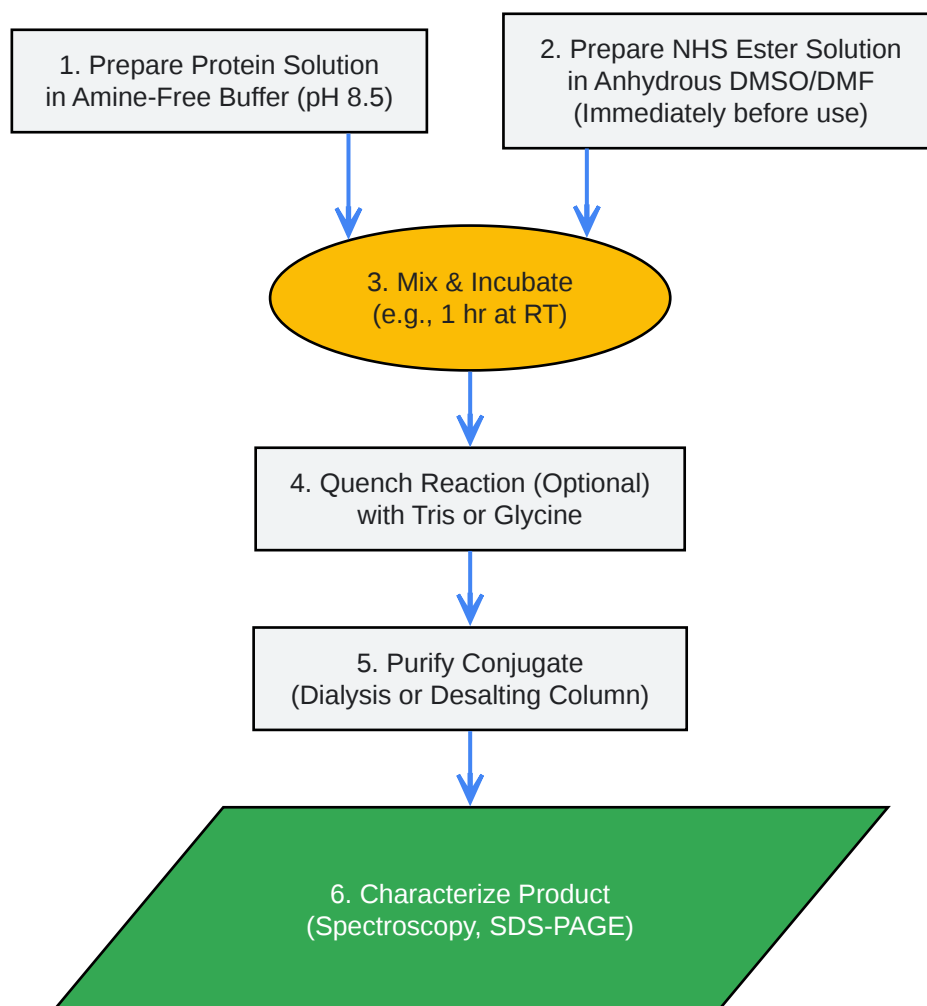 1. Prepare Protein Solution
in Amine-Free Buffer (pH 8.5)
2. Prepare NHS Ester Solution
in Anhydrous DMSO/DMF
(Immediately before use)
3. Mix & Incubate
(e.g., 1 hr at RT)
4. Quench Reaction (Optional)
with Tris or Glycine
5. Purify Conjugate
(Dialysis or Desalting Column)
6. Characterize Product
(Spectroscopy, SDS-PAGE)